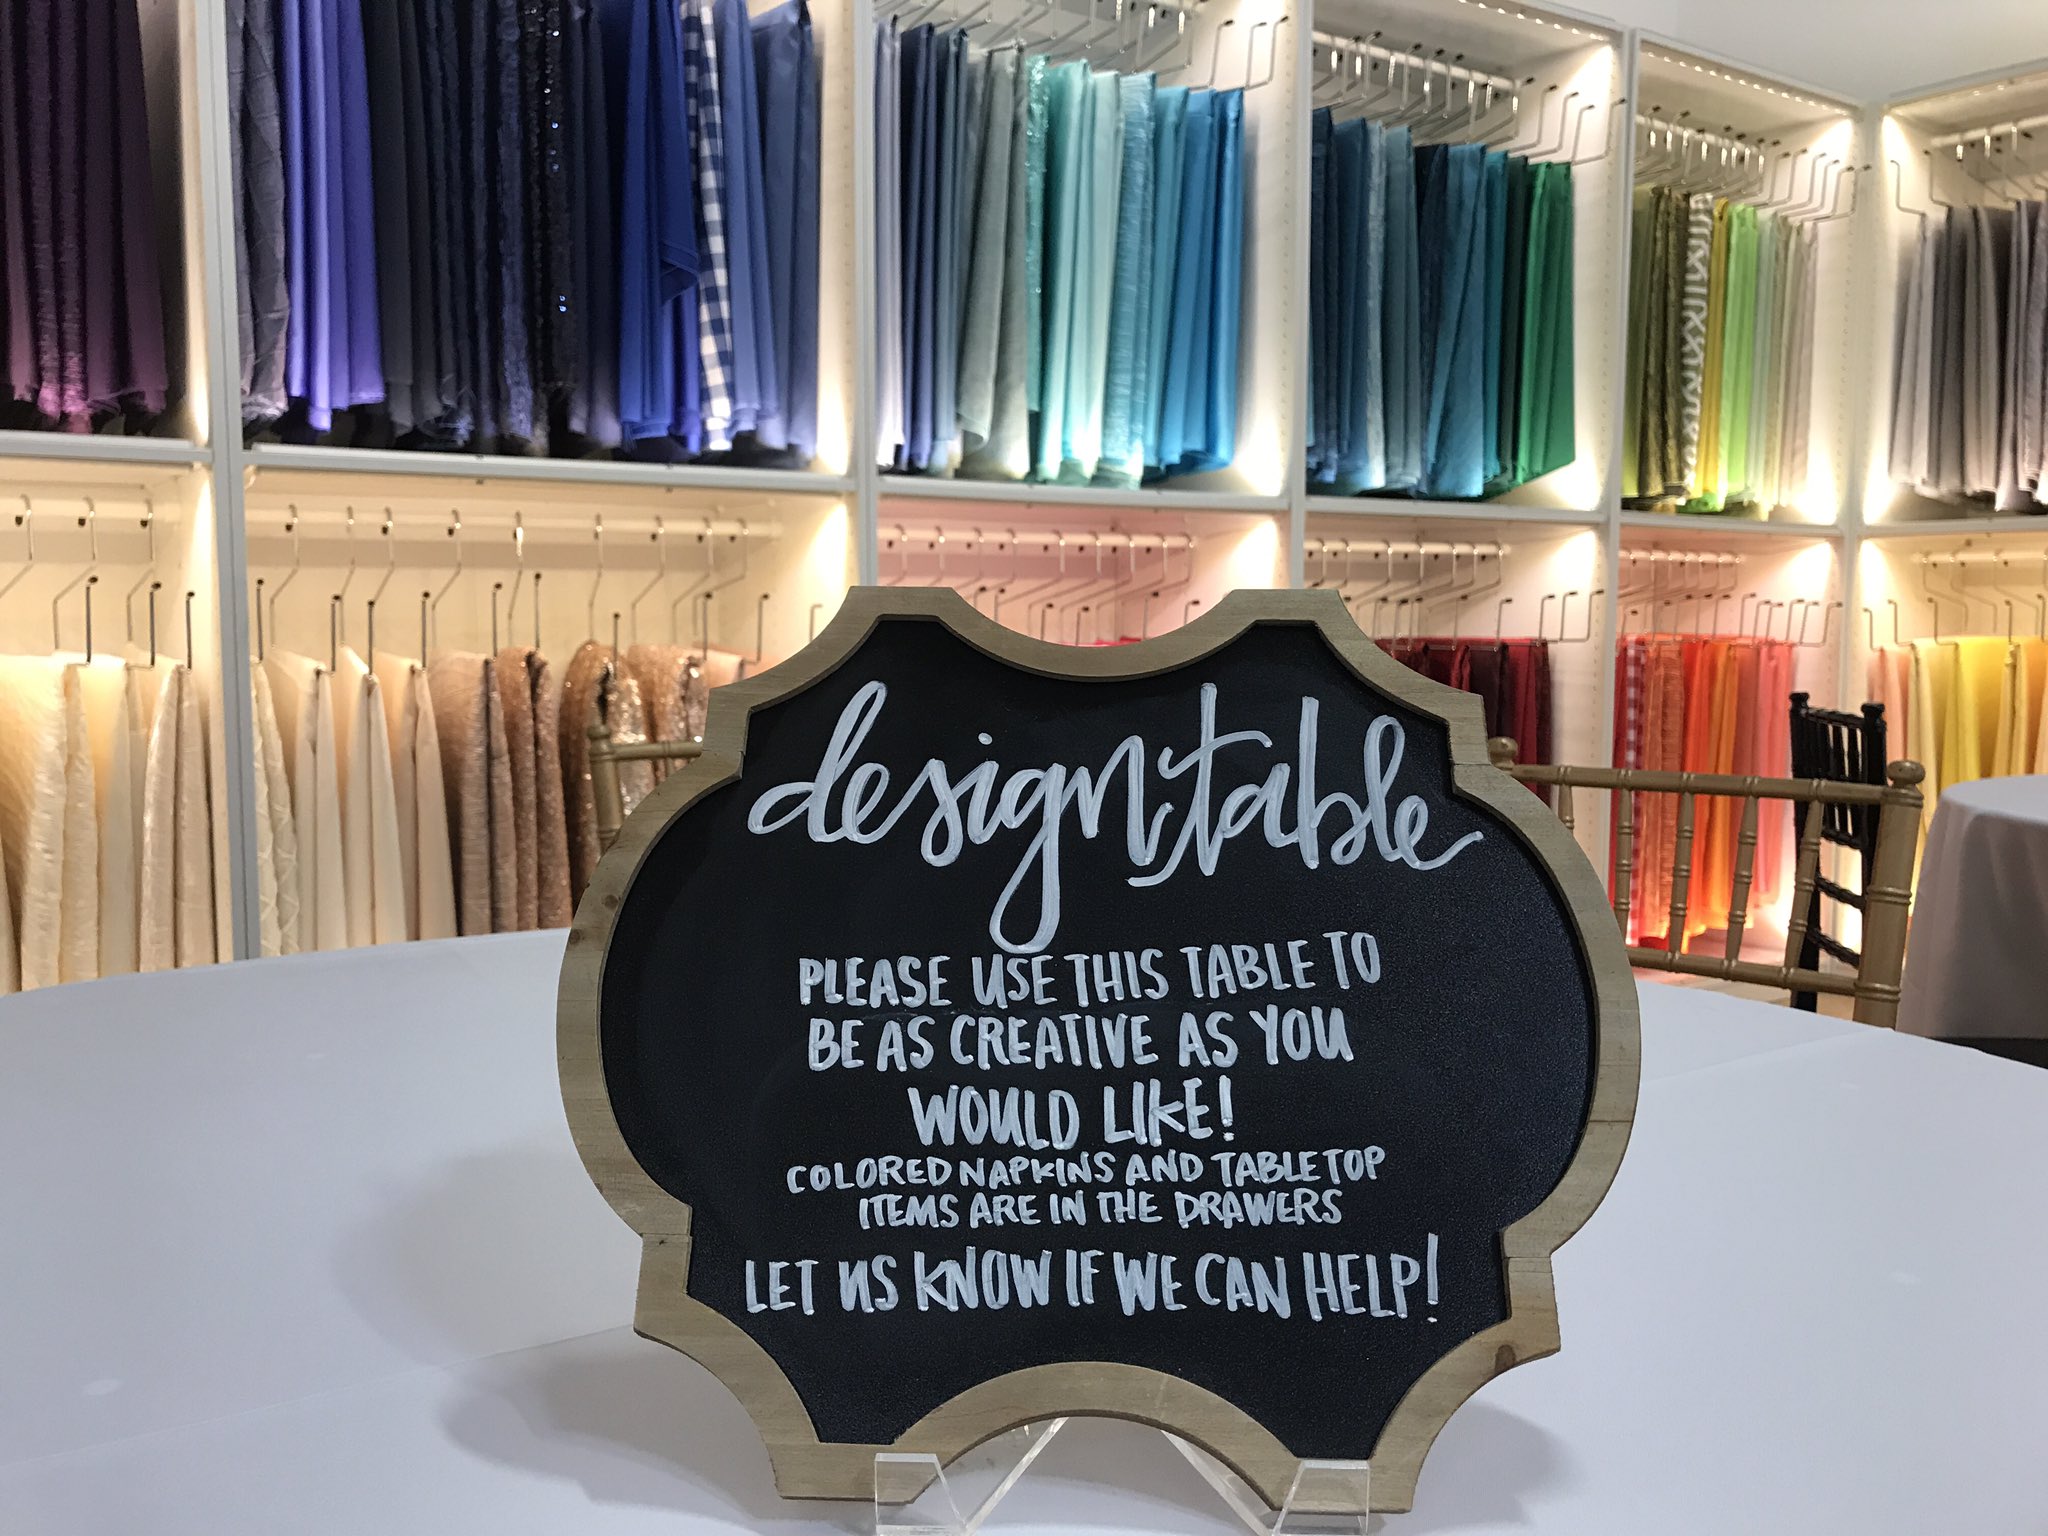 design table
PLEASE USE THIS TABLE TO
BE AS CREATIVE AS YOU
WOULD LIKE!
COLORED NAPKINS AND TABLETOP
ITEMS ARE IN THE DRAWERS
LET US KNOW IF WE CAN HELP!